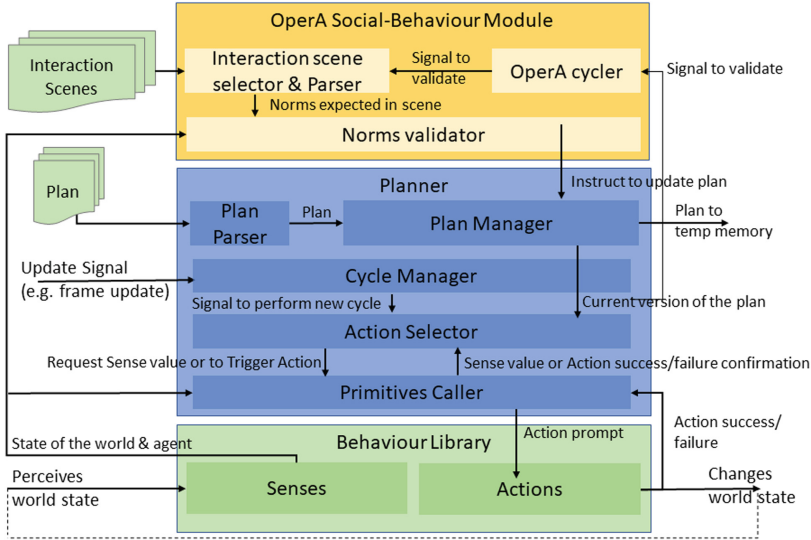 OperA Social-Behaviour Module
Interaction
Scenes
Interaction scene
selector & Parser
Signal to
validate
OperA cycler
Signal to validate
Norms expected in scene
Norms validator
Plan
Planner
Instruct to update plan
Plan
Parser
Plan
Plan Manager
Plan to
temp memory
Update Signal
(e.g. frame update)
Cycle Manager
Signal to perform new cycle
Current version of the plan
Action Selector
Request Sense value or to Trigger Action
Sense value or Action success/failure confirmation
Primitives Caller
Action success/
failure
Action prompt
State of the world & agent
Behaviour Library
Perceives
world state
Senses
Actions
Changes
world state